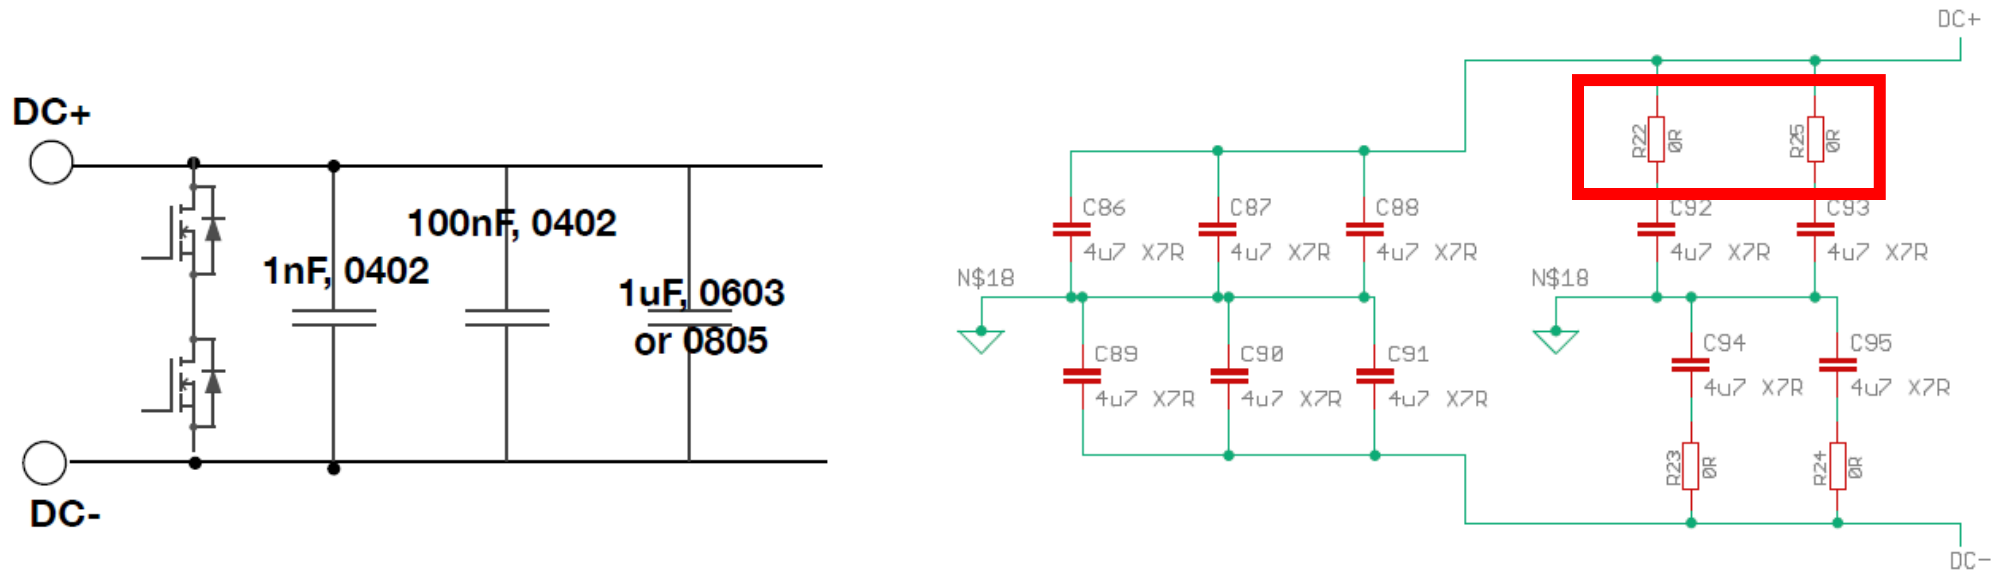 DC+
100nF, 0402
1nF, 0402
1uF, 0603
or 0805
DC-
DC+
R22
0R
R25
0R
C86
4u7 X7R
C87
4u7 X7R
C88
4u7 X7R
C92
4u7 X7R
C93
4u7 X7R
N$18
N$18
C89
4u7 X7R
C90
4u7 X7R
C91
4u7 X7R
C94
4u7 X7R
C95
4u7 X7R
R23
0R
R24
0R
DC-